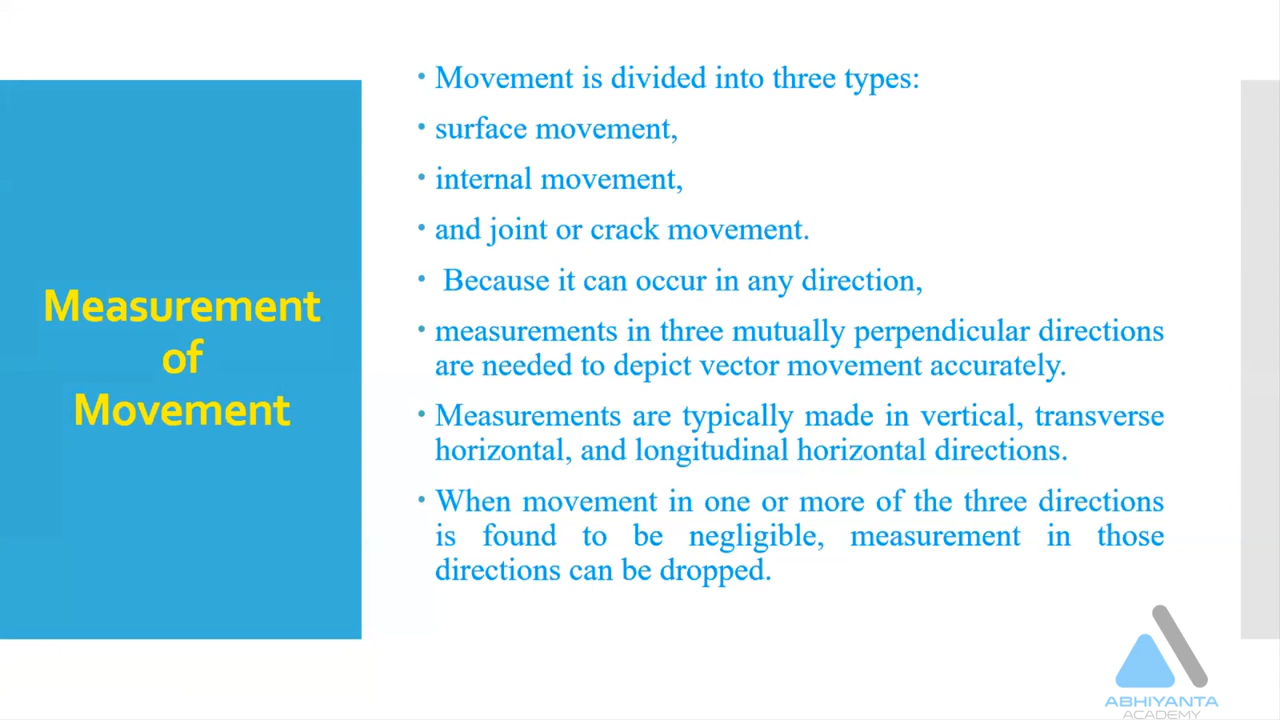 Measurement
of
Movement
• Movement is divided into three types:
• surface movement,
• internal movement,
• and joint or crack movement.
• Because it can occur in any direction,
• measurements in three mutually perpendicular directions
are needed to depict vector movement accurately.
• Measurements are typically made in vertical, transverse
horizontal, and longitudinal horizontal directions.
• When movement in one or more of the three directions
is found to be negligible, measurement in those
directions can be dropped.
ABHIYANTA
ACADEMY